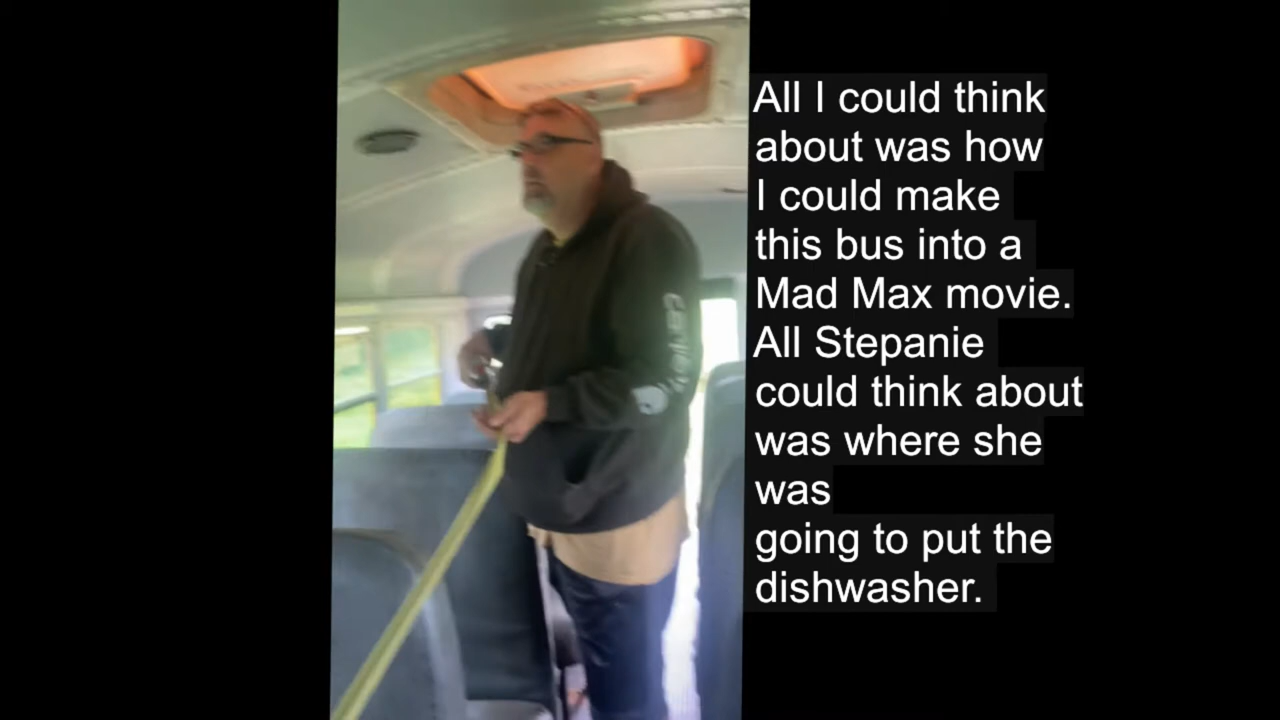 All I could think
about was how
I could make
this bus into a
Mad Max movie.
All Stepanie
could think about
was where she
was
going to put the
dishwasher.